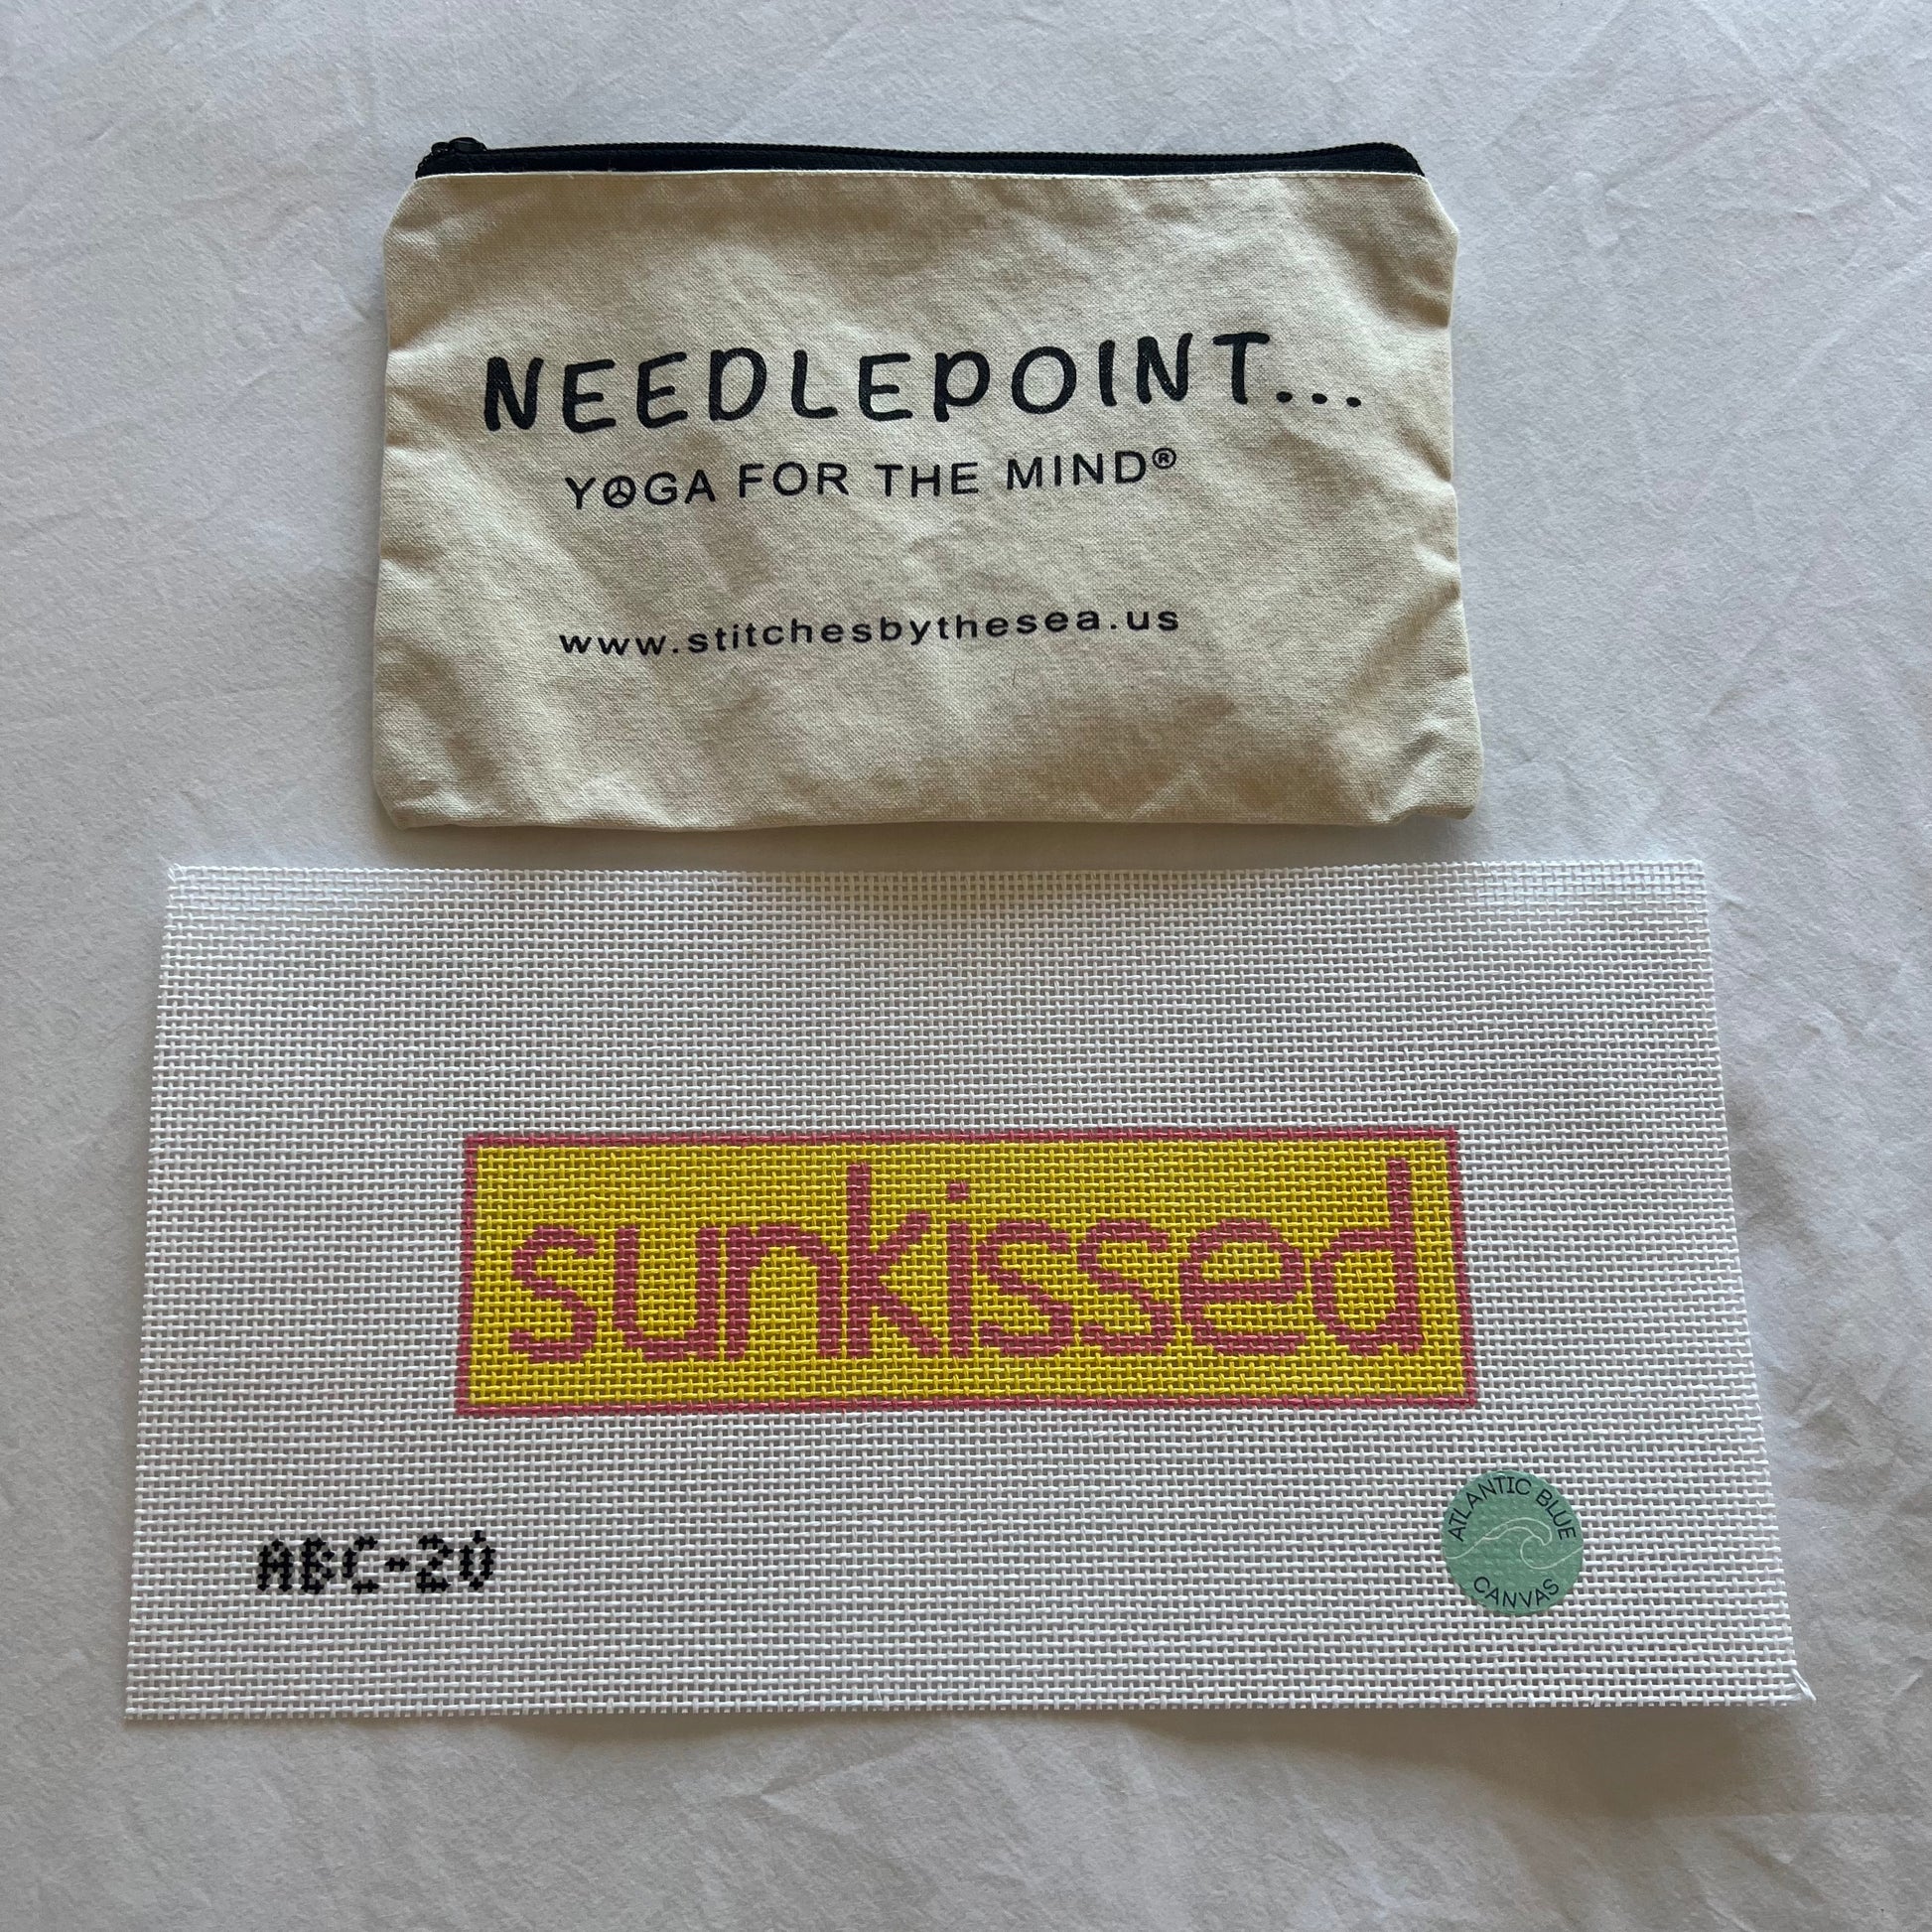 NEEDLEPOINT...
YOGA FOR THE MIND®
www.stitchesbythesea.us
sunkissed
ABC-20
ATLANTIC BLUE
CANVAS